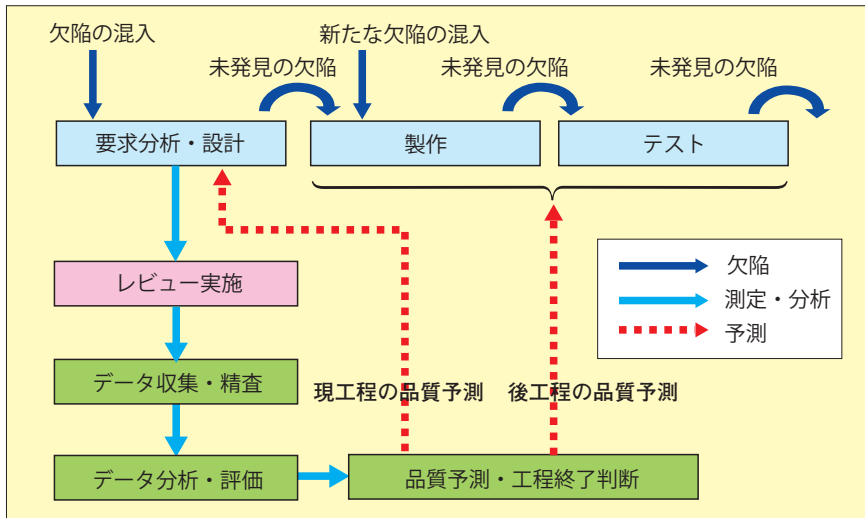 欠陥の混入
新たな欠陥の混入
未発見の欠陥
未発見の欠陥
未発見の欠陥
要求分析・設計
製作
テスト
レビュー実施
欠陥
測定・分析
予測
データ収集・精査
現工程の品質予測
後工程の品質予測
データ分析・評価
品質予測・工程終了判断